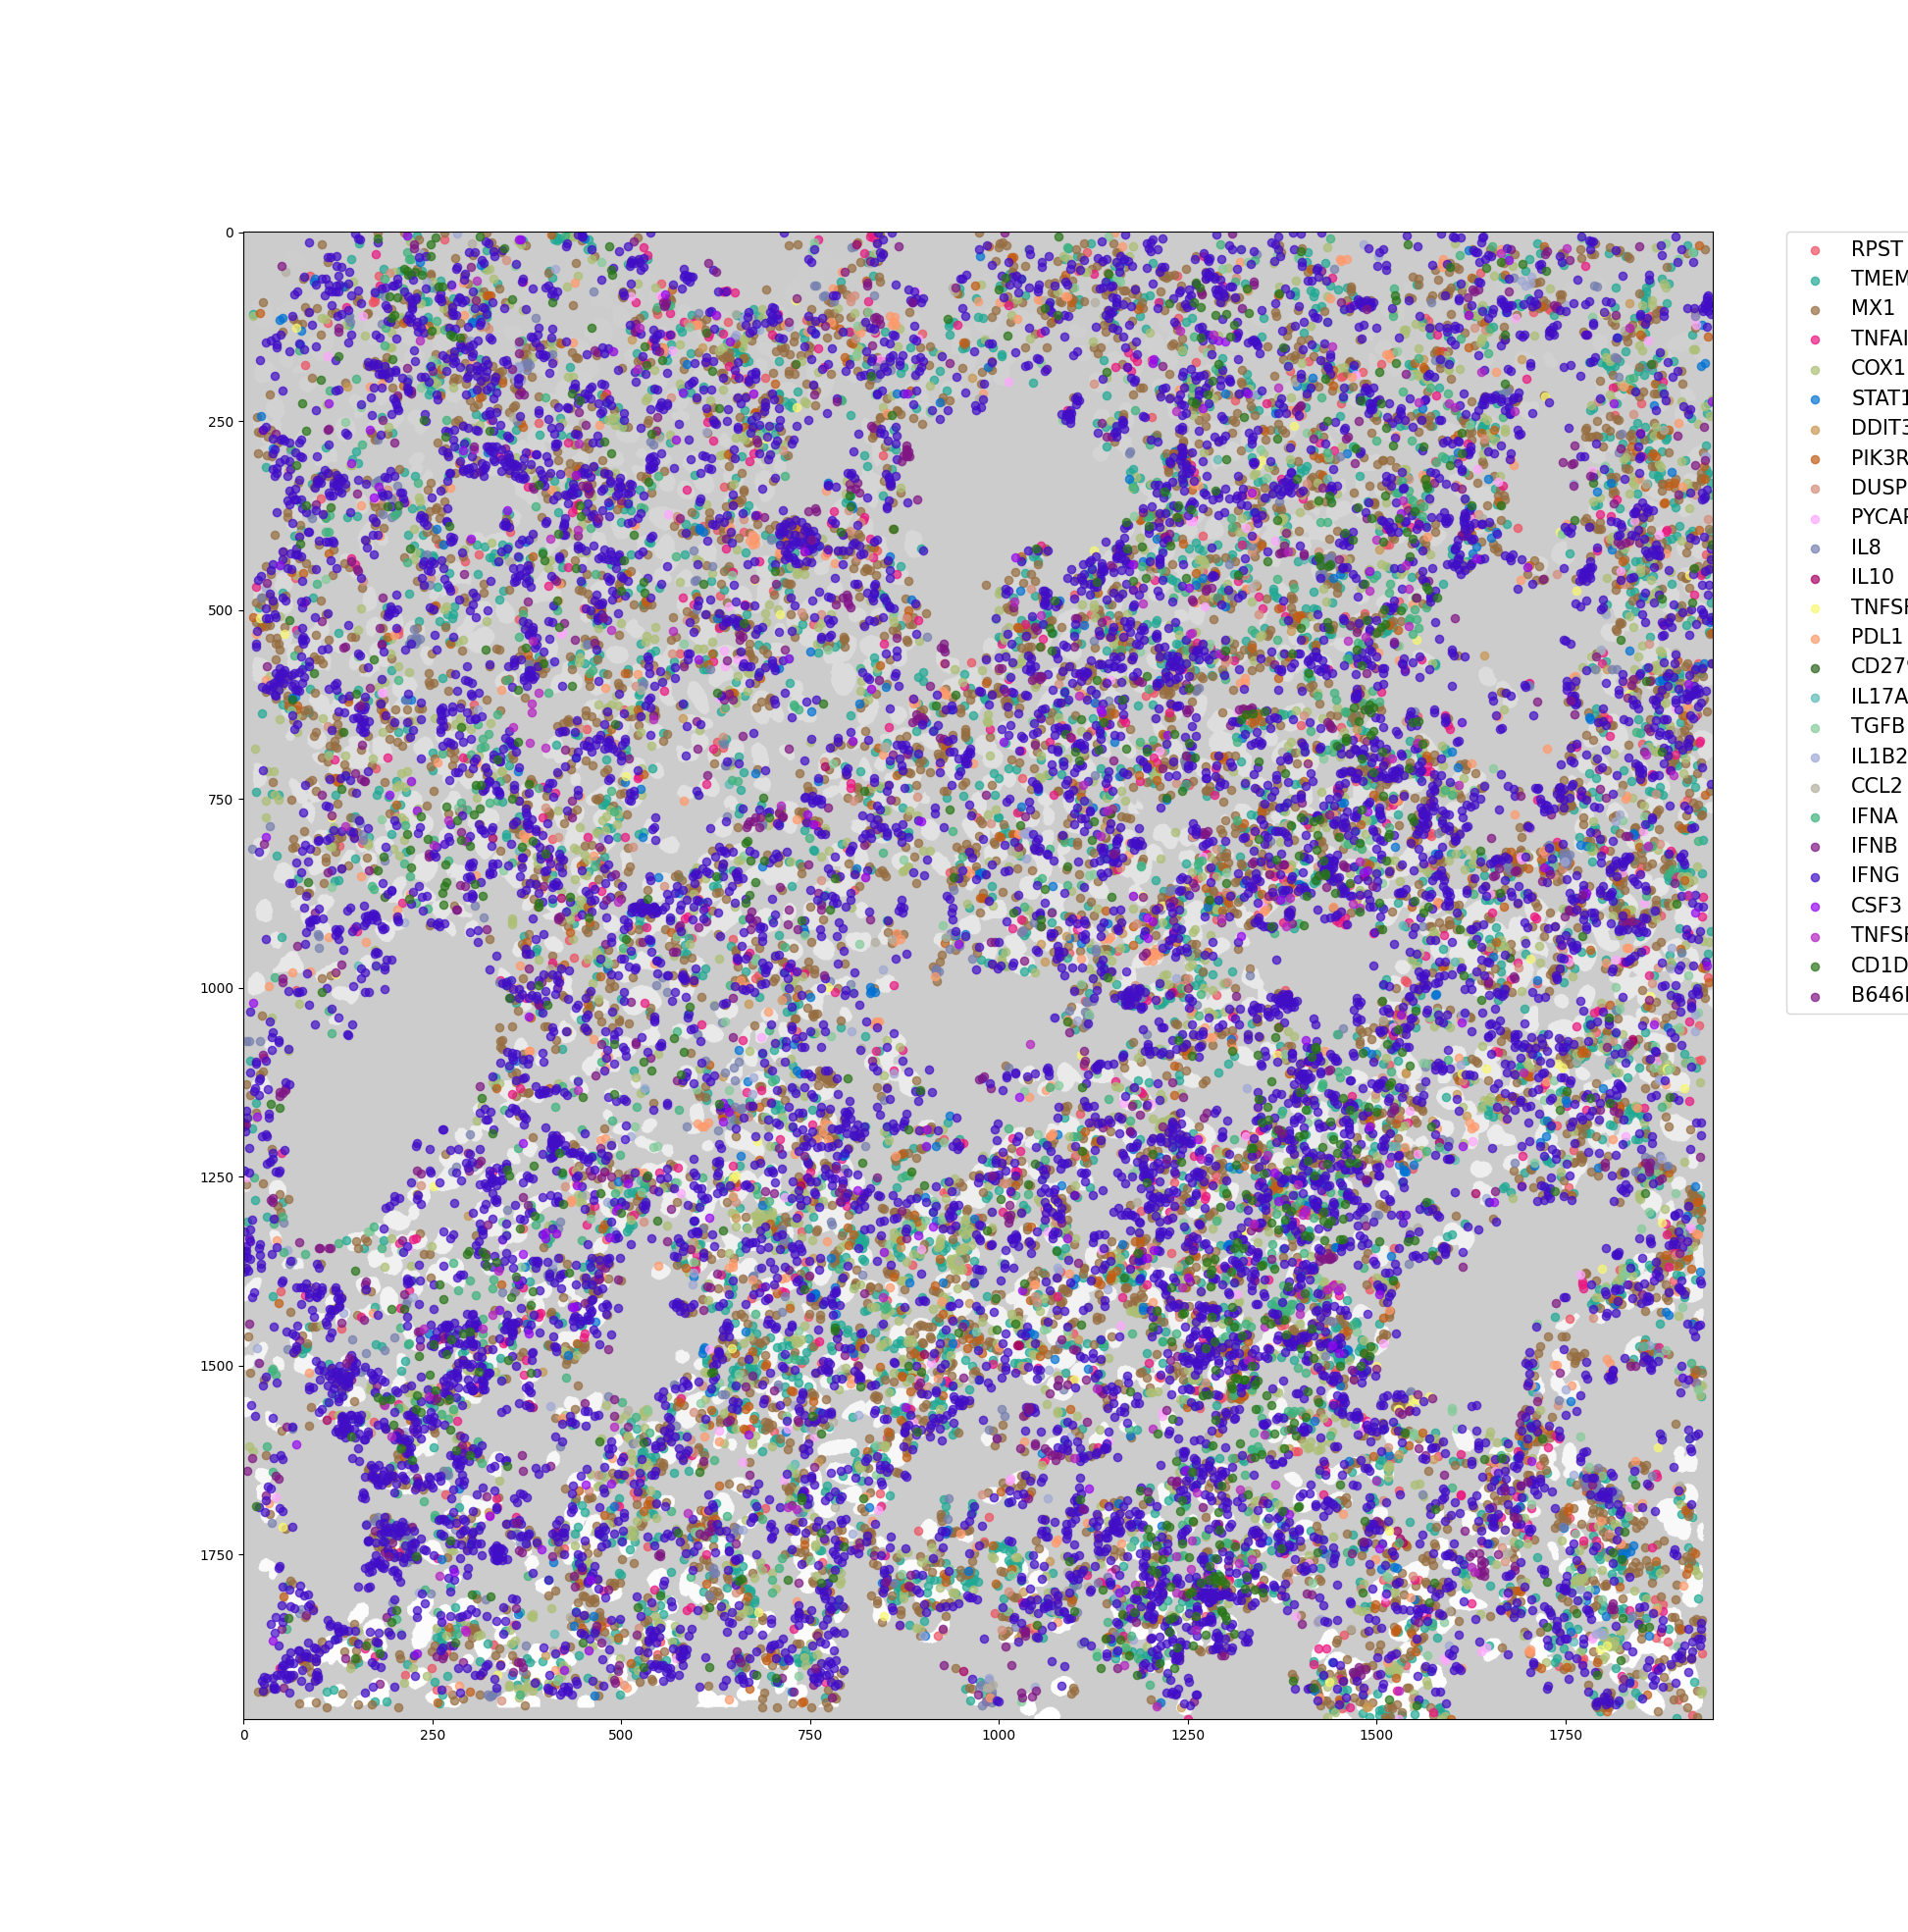 0
250
500
750
1000
1250
1500
1750
0 250 500 750 1000 1250 1500 1750
RPST
TMEM
MX1
TNFAI
COX1
STAT1
DDIT3
PIK3R
DUSP
PYCAF
IL8
IL10
TNFSF
PDL1
CD279
IL17A
TGFB
IL1B2
CCL2
IFNA
IFNB
IFNG
CSF3
TNFSF
CD1D
B646